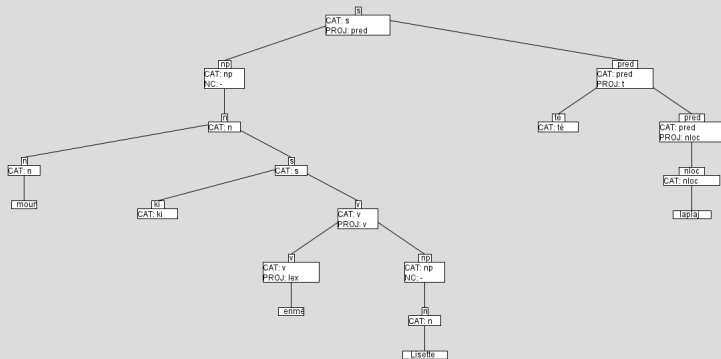 s
CAT: s
PROJ: pred
np
CAT: np
NC: -
pred
CAT: pred
PROJ: t
n
CAT: n
té
CAT: té
pred
CAT: pred
PROJ: nloc
n
CAT: n
s
CAT: s
nloc
CAT: nloc
moun
ki
CAT: ki
v
CAT: v
PROJ: v
laplaj
v
CAT: v
PROJ: lex
np
CAT: np
NC: -
enmé
n
CAT: n
Lisette